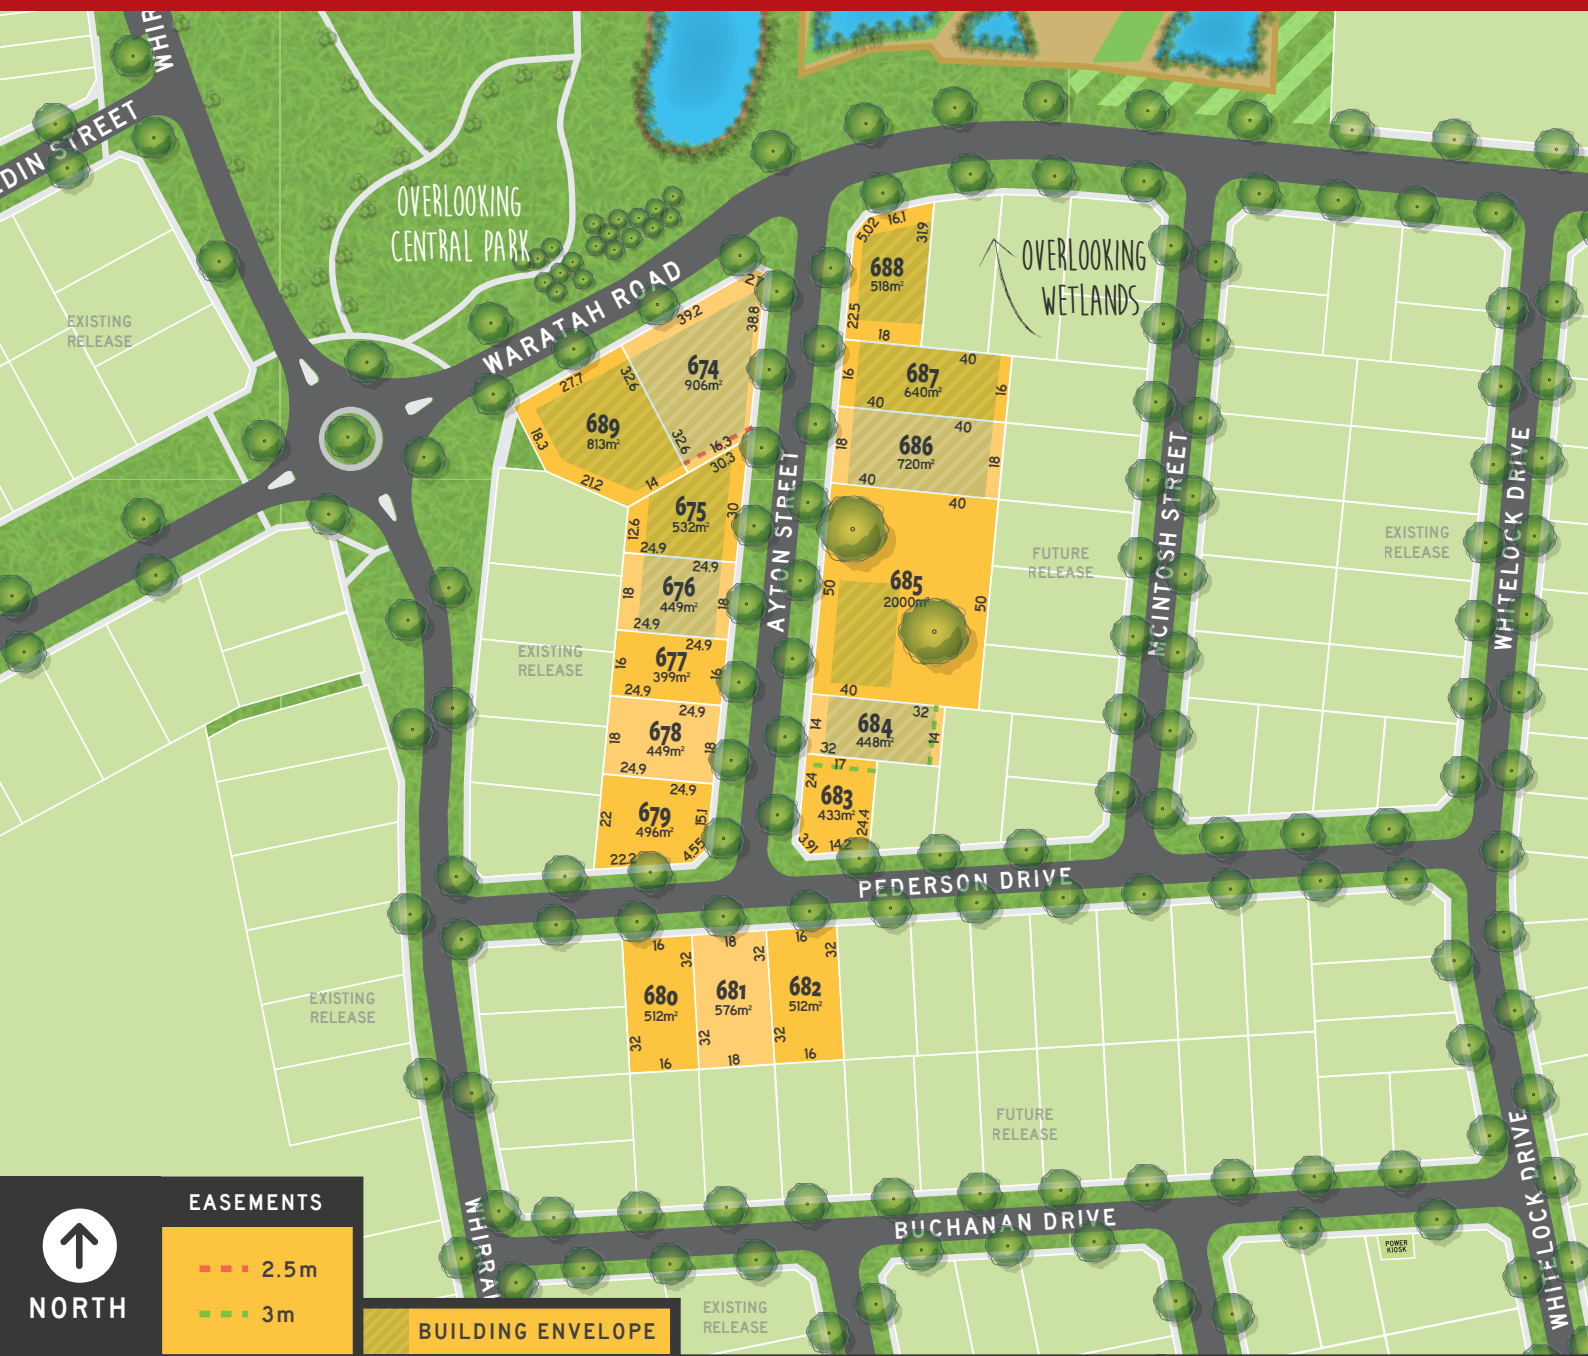 WHIR
EDIN STREET
OVERLOOKING
CENTRAL PARK
EXISTING
RELEASE
WARATAH ROAD
OVERLOOKING
WETLANDS
5.02
16.1
31.9
688
518m²
22.5
18
27
39.2
38.8
674
906m²
32.6
27.7
689
813m²
18.3
21.2
14
32.6
16.3
30.3
40
16
687
640m²
16
40
40
18
686
720m²
18
40
40
675
532m²
30
12.6
24.9
24.9
676
449m²
18
18
24.9
24.9
677
399m²
16
16
24.9
24.9
678
449m²
18
18
24.9
24.9
679
496m²
22
15.1
4.55
22.2
AYTON STREET
685
2000m²
50
50
40
32
14
684
448m²
14
32
17
24
683
433m²
24.4
3.91
14.2
FUTURE
RELEASE
MCINTOSH STREET
EXISTING
RELEASE
WHITELOCK DRIVE
EXISTING
RELEASE
PEDERSON DRIVE
16
32
680
512m²
32
16
18
32
681
576m²
32
18
16
32
682
512m²
32
16
EXISTING
RELEASE
FUTURE
RELEASE
WHIRRA
BUCHANAN DRIVE
WHITELOCK DRIVE
POWER
KIOSK
EXISTING
RELEASE
NORTH
EASEMENTS
2.5m
3m
BUILDING ENVELOPE